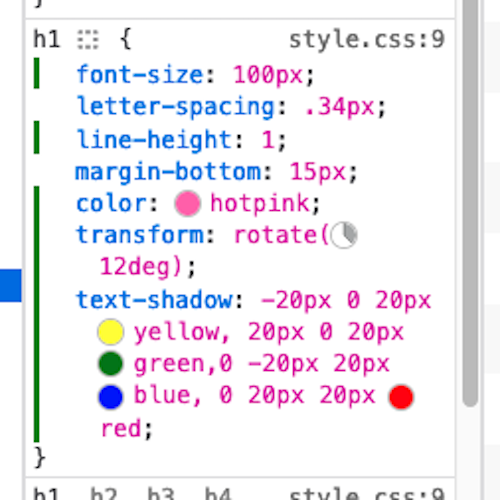 }
h1 {
style.css:9
font-size: 100px;
letter-spacing: .34px;
line-height: 1;
margin-bottom: 15px;
color: hotpink;
transform: rotate(
12deg);
text-shadow: -20px 0 20px
yellow, 20px 0 20px
green,0 -20px 20px
blue, 0 20px 20px
red;
}
h1, h2, h3, h4,
style.css:9